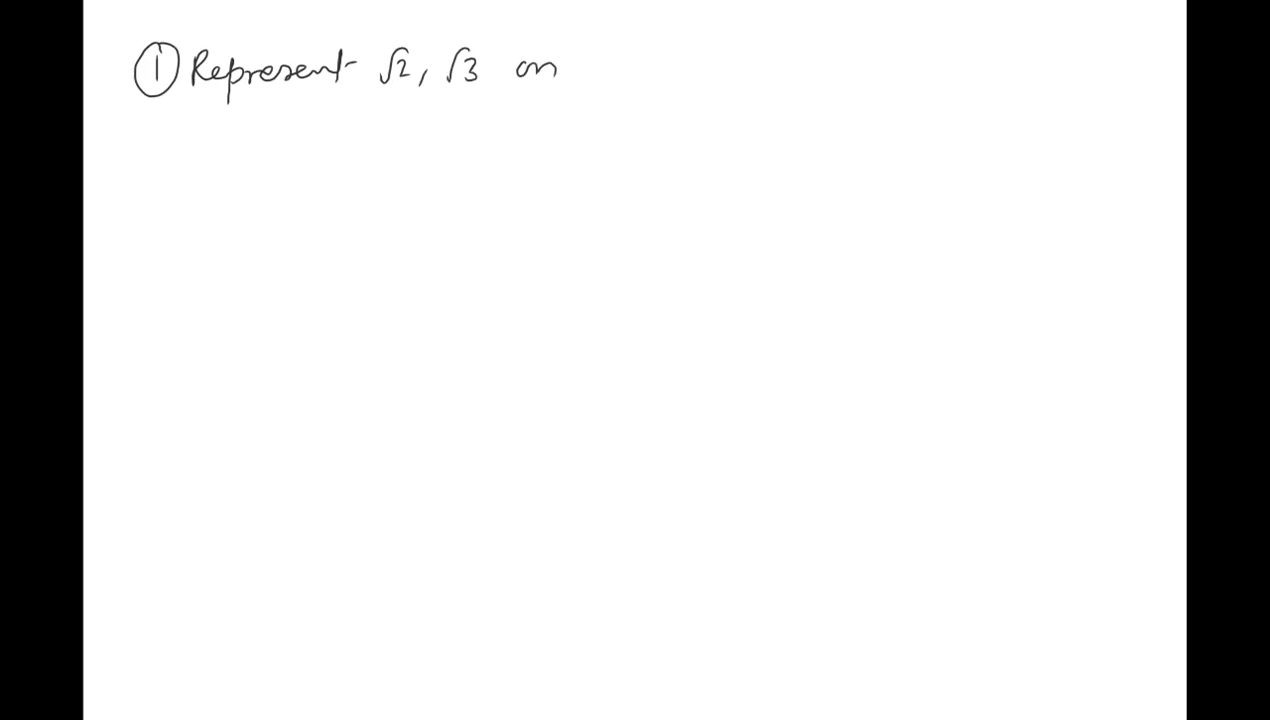 ① Represent √2, √3 on